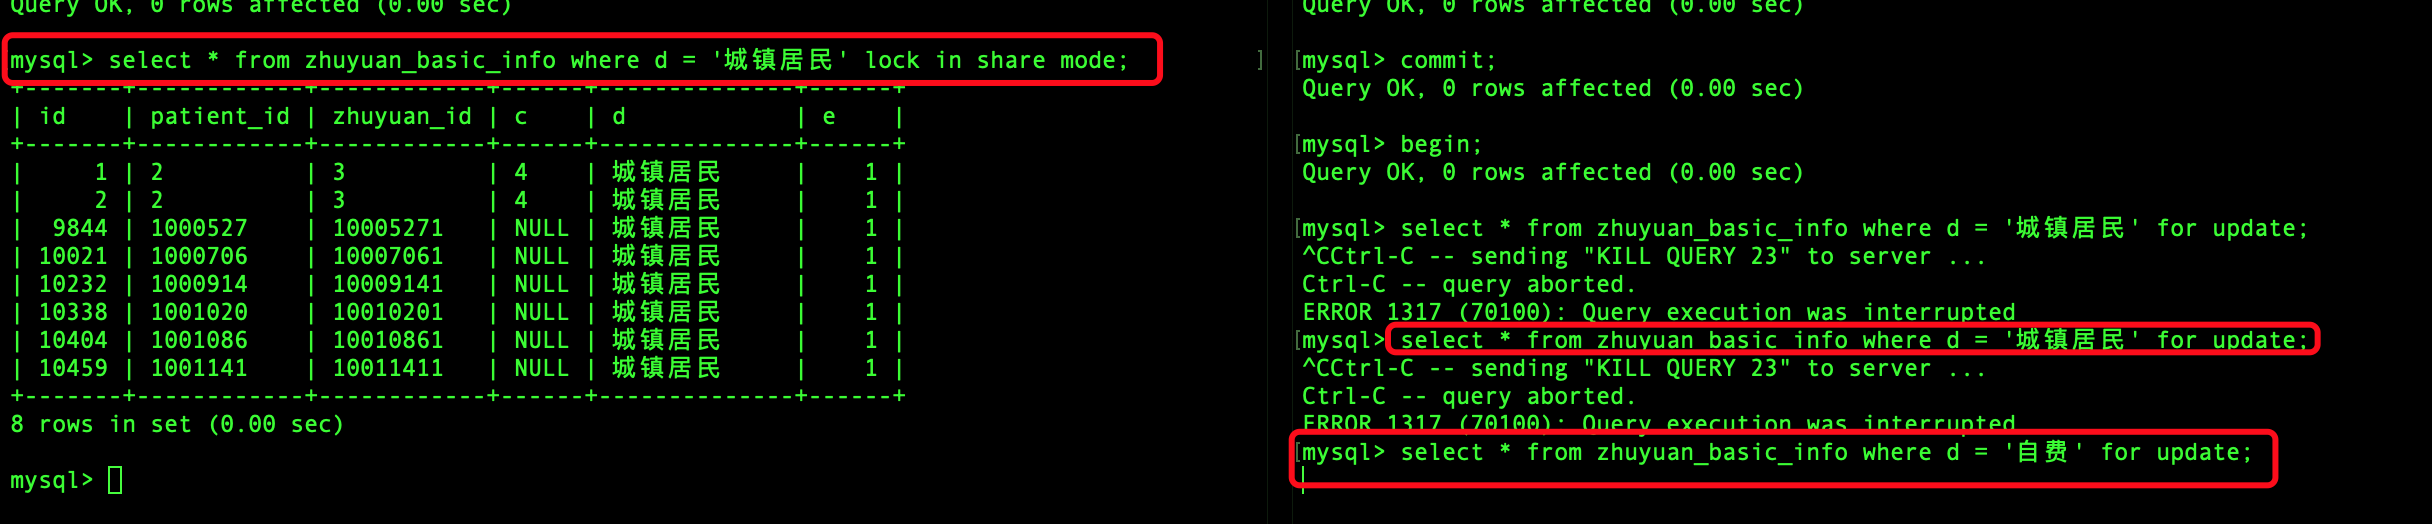 Query OK, 0 rows affected (0.00 sec)
mysql> select * from zhuyuan_basic_info where d = '城镇居民' lock in share mode;
+-------+------------+------------+------+-------------+------+
| id    | patient_id | zhuyuan_id | c    | d            | e    |
+-------+------------+------------+------+--------------+------+
|     1 | 2          | 3          | 4    | 城镇居民     |    1 |
|     2 | 2          | 3          | 4    | 城镇居民     |    1 |
|  9844 | 1000527    | 10005271   | NULL | 城镇居民     |    1 |
| 10021 | 1000706    | 10007061   | NULL | 城镇居民     |    1 |
| 10232 | 1000914    | 10009141   | NULL | 城镇居民     |    1 |
| 10338 | 1001020    | 10010201   | NULL | 城镇居民     |    1 |
| 10404 | 1001086    | 10010861   | NULL | 城镇居民     |    1 |
| 10459 | 1001141    | 10011411   | NULL | 城镇居民     |    1 |
+-------+------------+------------+------+--------------+------+
8 rows in set (0.00 sec)
mysql>
Query OK, 0 rows affected (0.00 sec)
] [mysql> commit;
Query OK, 0 rows affected (0.00 sec)
[mysql> begin;
Query OK, 0 rows affected (0.00 sec)
[mysql> select * from zhuyuan_basic_info where d = '城镇居民' for update;
^CCtrl-C -- sending "KILL QUERY 23" to server ...
Ctrl-C -- query aborted.
ERROR 1317 (70100): Query execution was interrupted
[mysql> select * from zhuyuan_basic_info where d = '城镇居民' for update;
^CCtrl-C -- sending "KILL QUERY 23" to server ...
Ctrl-C -- query aborted.
ERROR 1317 (70100): Query execution was interrupted
[mysql> select * from zhuyuan_basic_info where d = '自费' for update;